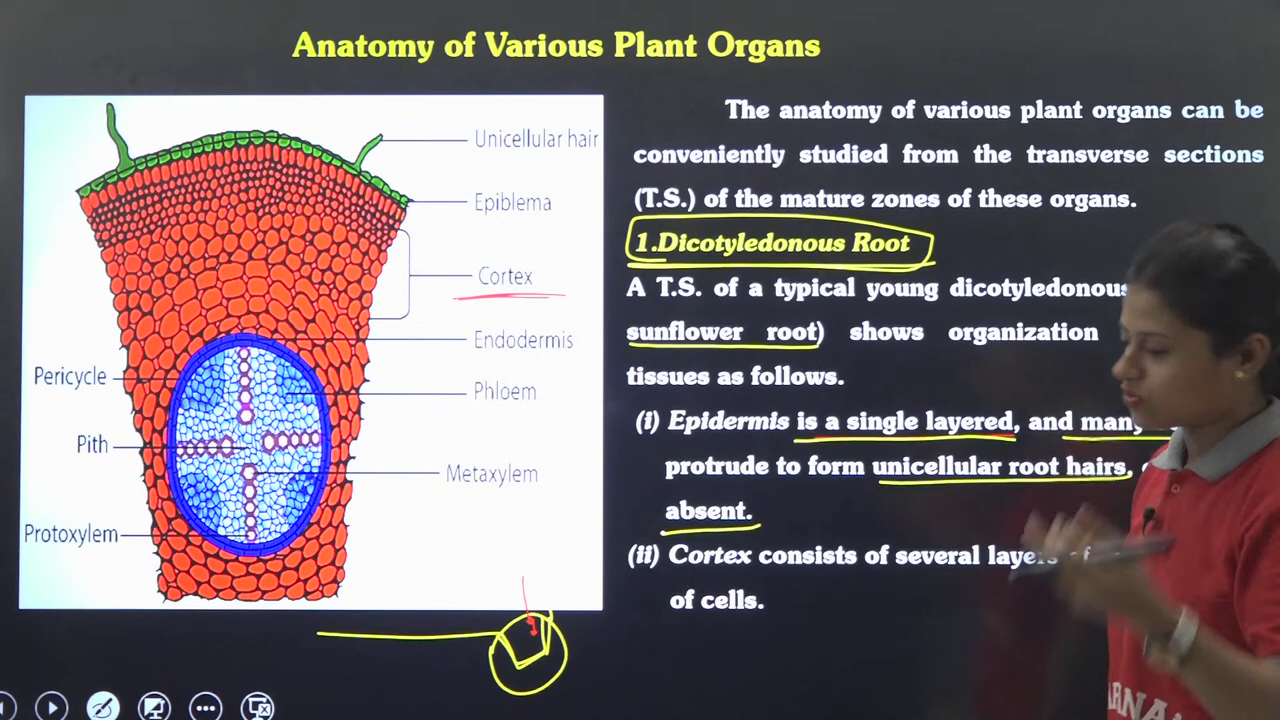 Anatomy of Various Plant Organs
Unicellular hair
Epiblema
Cortex
Endodermis
Pericycle
Phloem
Pith
Metaxylem
Protoxylem
The anatomy of various plant organs can be
conveniently studied from the transverse sections
(T.S.) of the mature zones of these organs.
1.Dicotyledonous Root
A T.S. of a typical young
sunflower root) shows organization
tissues as follows.
(i) Epidermis is a single layered, and
protrude to form unicellular root hairs,
absent.
(ii) Cortex consists of several layers
of cells.